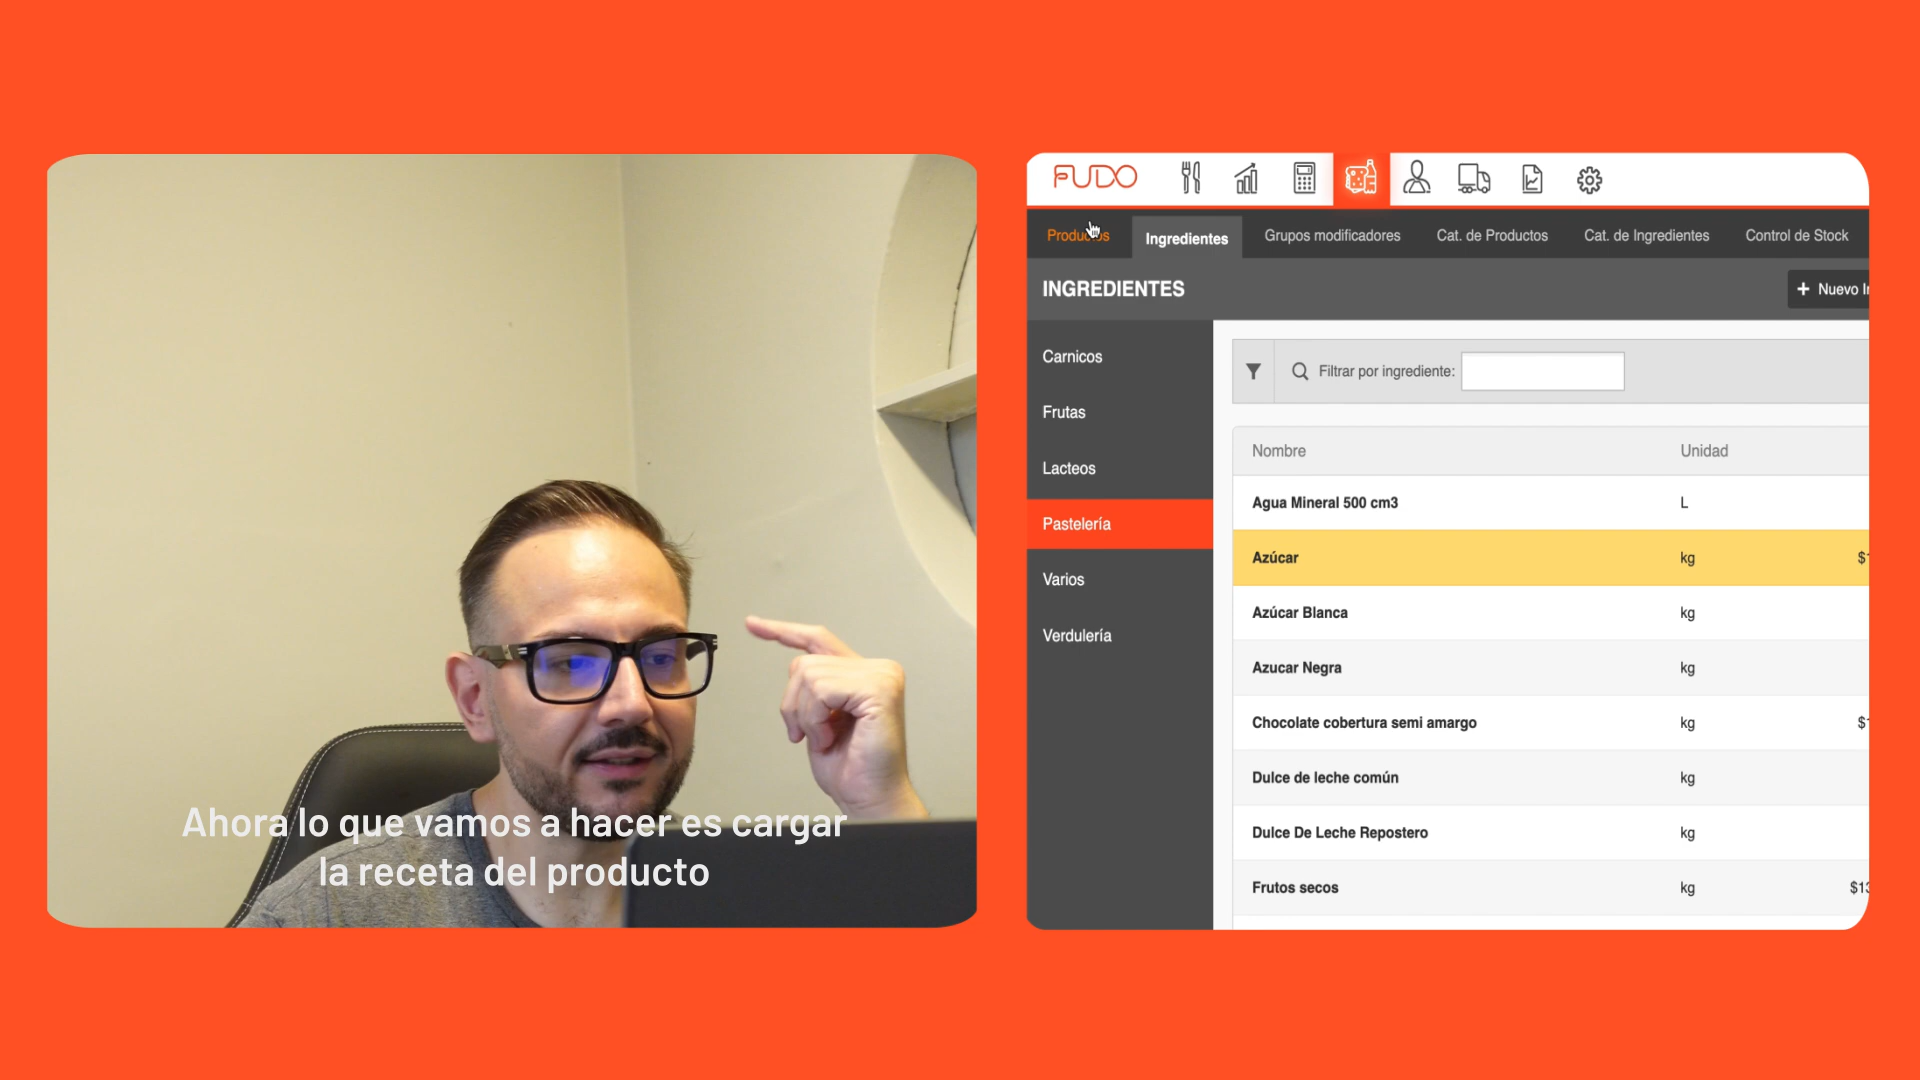 Ahora lo que vamos a hacer es cargar
la receta del producto
FUDO
Productos
Ingredientes
Grupos modificadores
Cat. de Productos
Cat. de Ingredientes
Control de Stock
INGREDIENTES
+ Nuevo
Carnicos
Frutas
Lacteos
Pastelería
Varios
Verdulería
Filtrar por ingrediente:
Nombre Unidad
Agua Mineral 500 cm3 L
Azúcar kg
Azúcar Blanca kg
Azucar Negra kg
Chocolate cobertura semi amargo kg
Dulce de leche común kg
Dulce De Leche Repostero kg
Frutos secos kg